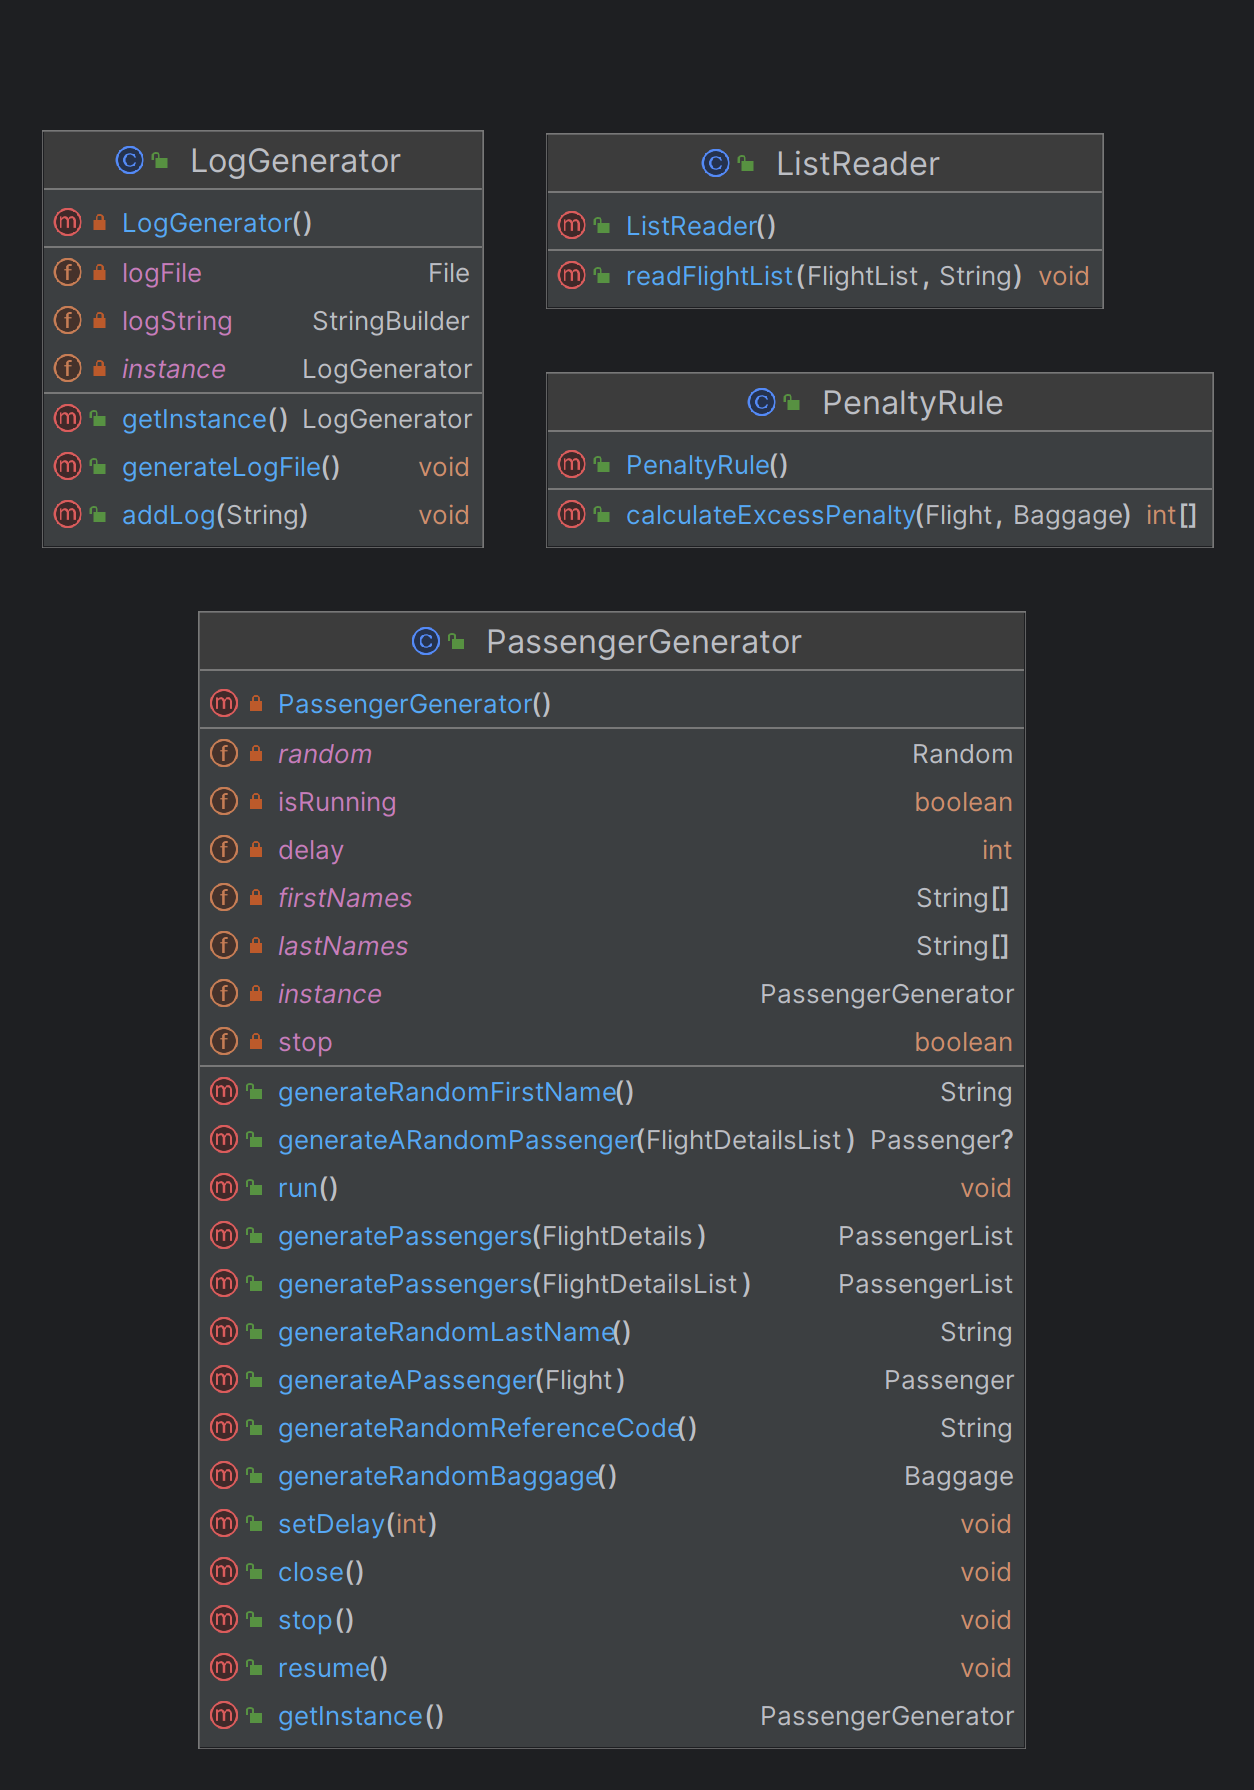 LogGenerator
LogGenerator()
logFile File
logString StringBuilder
instance LogGenerator
getInstance() LogGenerator
generateLogFile() void
addLog(String) void
ListReader
ListReader()
readFlightList(FlightList, String) void
PenaltyRule
PenaltyRule()
calculateExcessPenalty(Flight, Baggage) int[]
PassengerGenerator
PassengerGenerator()
random Random
isRunning boolean
delay int
firstNames String[]
lastNames String[]
instance PassengerGenerator
stop boolean
generateRandomFirstName() String
generateARandomPassenger(FlightDetailsList) Passenger?
run() void
generatePassengers(FlightDetails) PassengerList
generatePassengers(FlightDetailsList) PassengerList
generateRandomLastName() String
generateAPassenger(Flight) Passenger
generateRandomReferenceCode() String
generateRandomBaggage() Baggage
setDelay(int) void
close() void
stop() void
resume() void
getInstance() PassengerGenerator